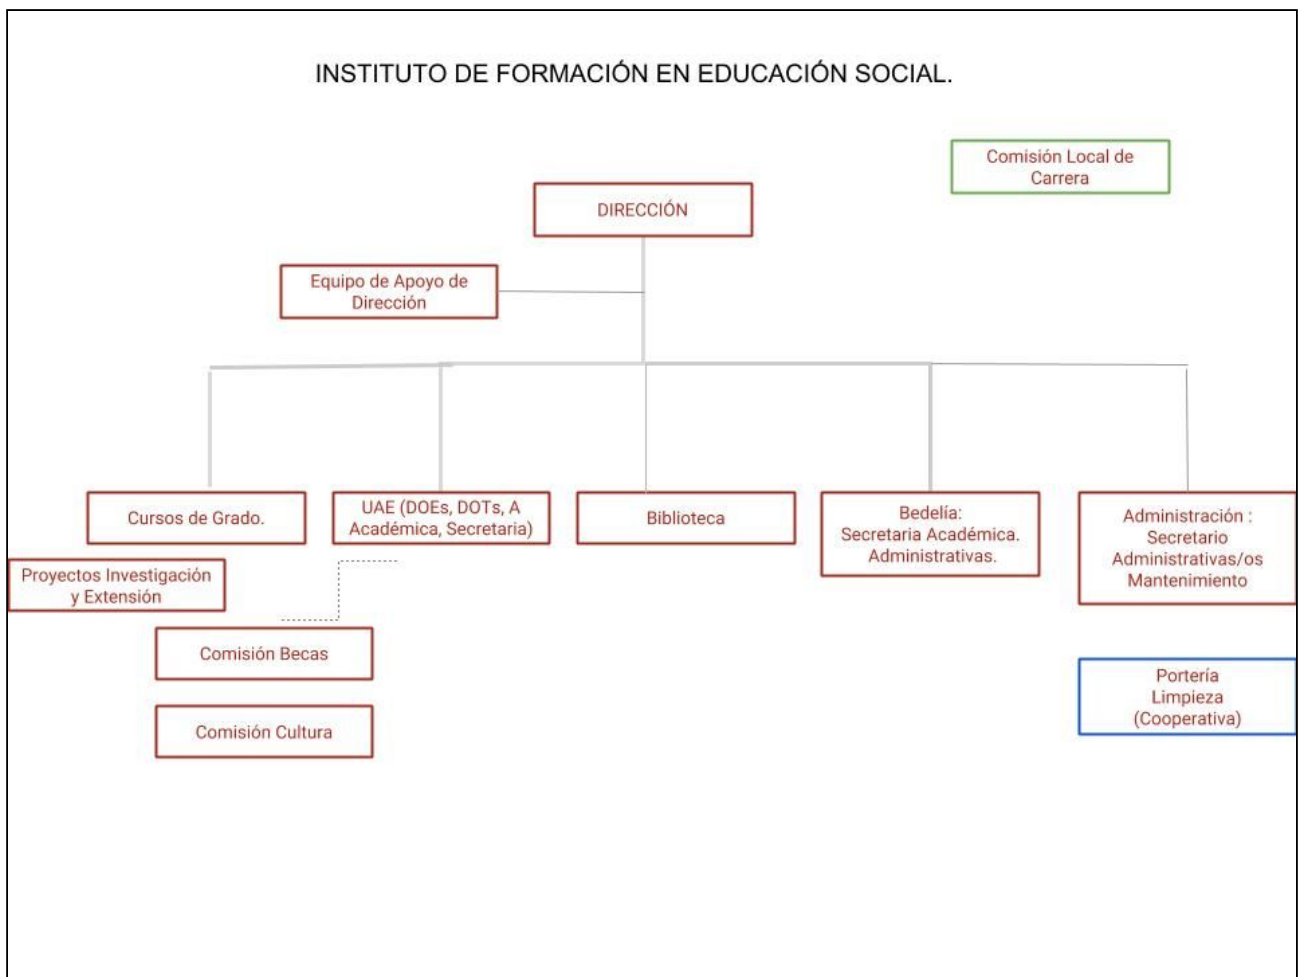 INSTITUTO DE FORMACIÓN EN EDUCACIÓN SOCIAL.
Comisión Local de
Carrera
DIRECCIÓN
Equipo de Apoyo de
Dirección
Cursos de Grado.
UAE (DOEs, DOTs, A
Académica, Secretaria)
Biblioteca
Bedelía:
Secretaria Académica.
Administrativas.
Administración :
Secretario
Administrativas/os
Mantenimiento
Proyectos Investigación
y Extensión
Comisión Becas
Comisión Cultura
Portería
Limpieza
(Cooperativa)